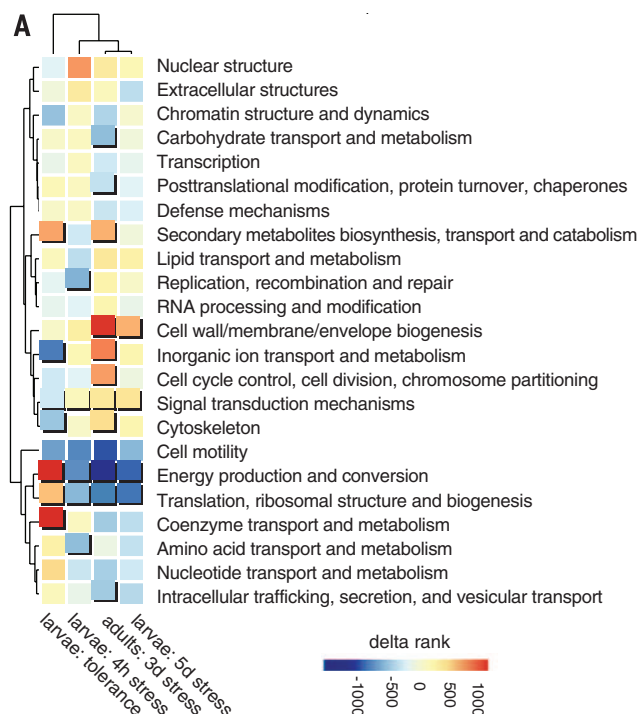 A
Nuclear structure
Extracellular structures
Chromatin structure and dynamics
Carbohydrate transport and metabolism
Transcription
Posttranslational modification, protein turnover, chaperones
Defense mechanisms
Secondary metabolites biosynthesis, transport and catabolism
Lipid transport and metabolism
Replication, recombination and repair
RNA processing and modification
Cell wall/membrane/envelope biogenesis
Inorganic ion transport and metabolism
Cell cycle control, cell division, chromosome partitioning
Signal transduction mechanisms
Cytoskeleton
Cell motility
Energy production and conversion
Translation, ribosomal structure and biogenesis
Coenzyme transport and metabolism
Amino acid transport and metabolism
Nucleotide transport and metabolism
Intracellular trafficking, secretion, and vesicular transport
larvae: tolerance
larvae: 4h stress
adults: 3d stress
larvae: 5d stress
delta rank
-1000
-500
0
500
1000